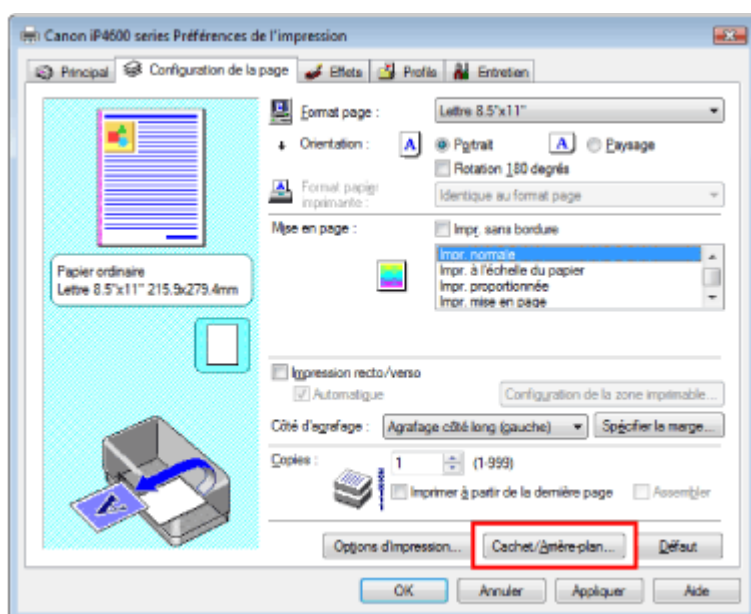 Canon iP4600 series Préférences de l'impression
Principal Configuration de la page Effets Profils Entretien
Format page : Lettre 8.5"x11"
Orientation : A Portrait A Paysage
Rotation 180 degrés
Format papier imprimante : Identique au format page
Mise en page : Impr. sans bordure
Impr. normale
Impr. à l'échelle du papier
Impr. proportionnée
Impr. mise en page
Papier ordinaire
Lettre 8.5"x11" 215.9x279.4mm
Impression recto/verso
Automatique Configuration de la zone imprimable...
Côté d'agrafage : Agrafage côté long (gauche) Spécifier la marge...
Copies : 1 (1-999)
Imprimer à partir de la dernière page Assembler
Options d'impression... Cachet/Arrière-plan... Défaut
OK Annuler Appliquer Aide